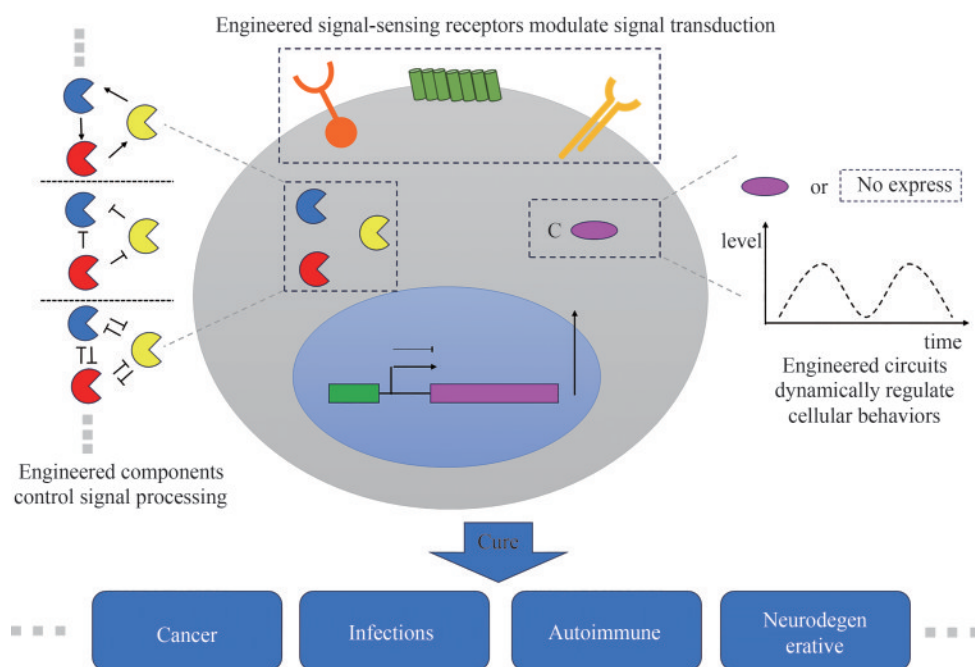 Engineered signal-sensing receptors modulate signal transduction
C
or
No express
level
time
Engineered circuits
dynamically regulate
cellular behaviors
Engineered components
control signal processing
Cure
Cancer
Infections
Autoimmune
Neurodegen
erative